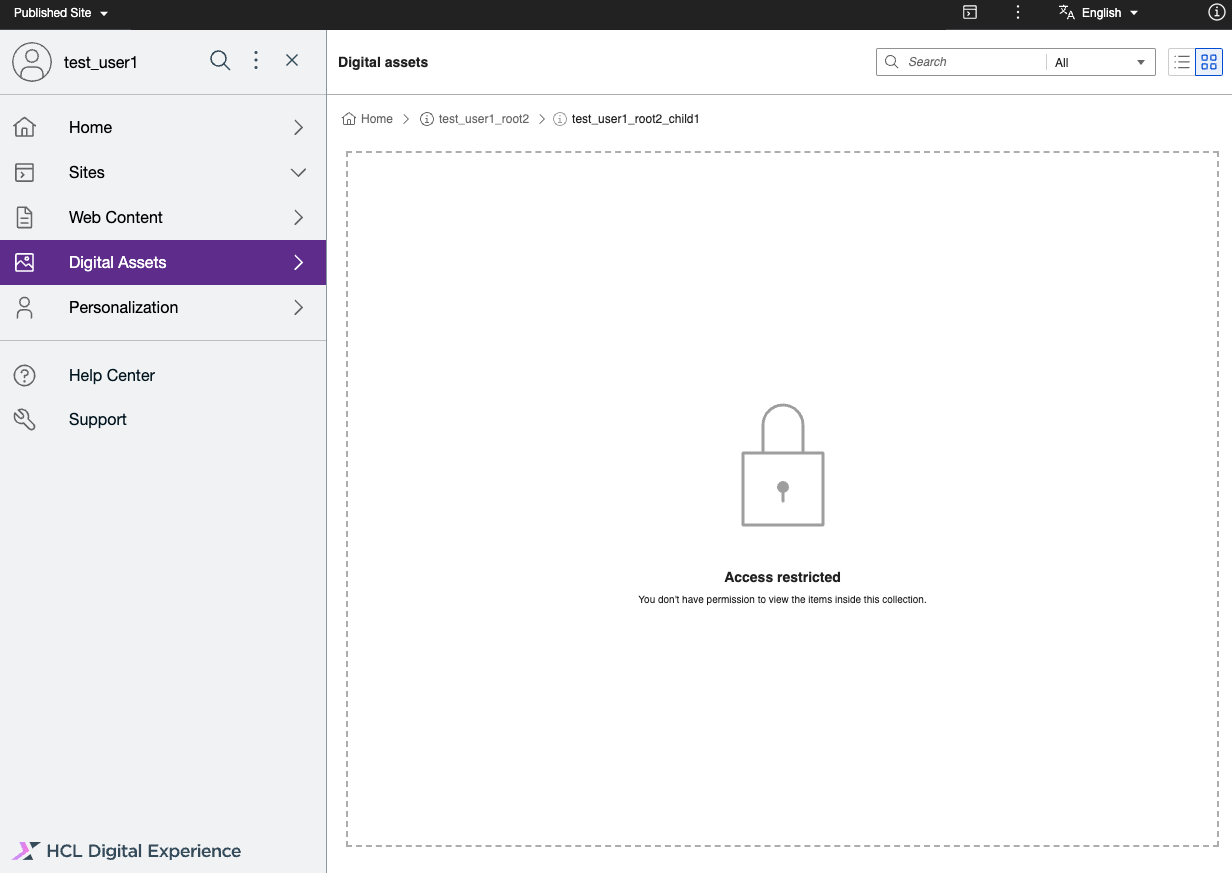 Published Site
English
test_user1
Digital assets
Search
All
Home
test_user1_root2
test_user1_root2_child1
Home
Sites
Web Content
Digital Assets
Personalization
Help Center
Support
Access restricted
You don't have permission to view the items inside this collection.
HCL Digital Experience